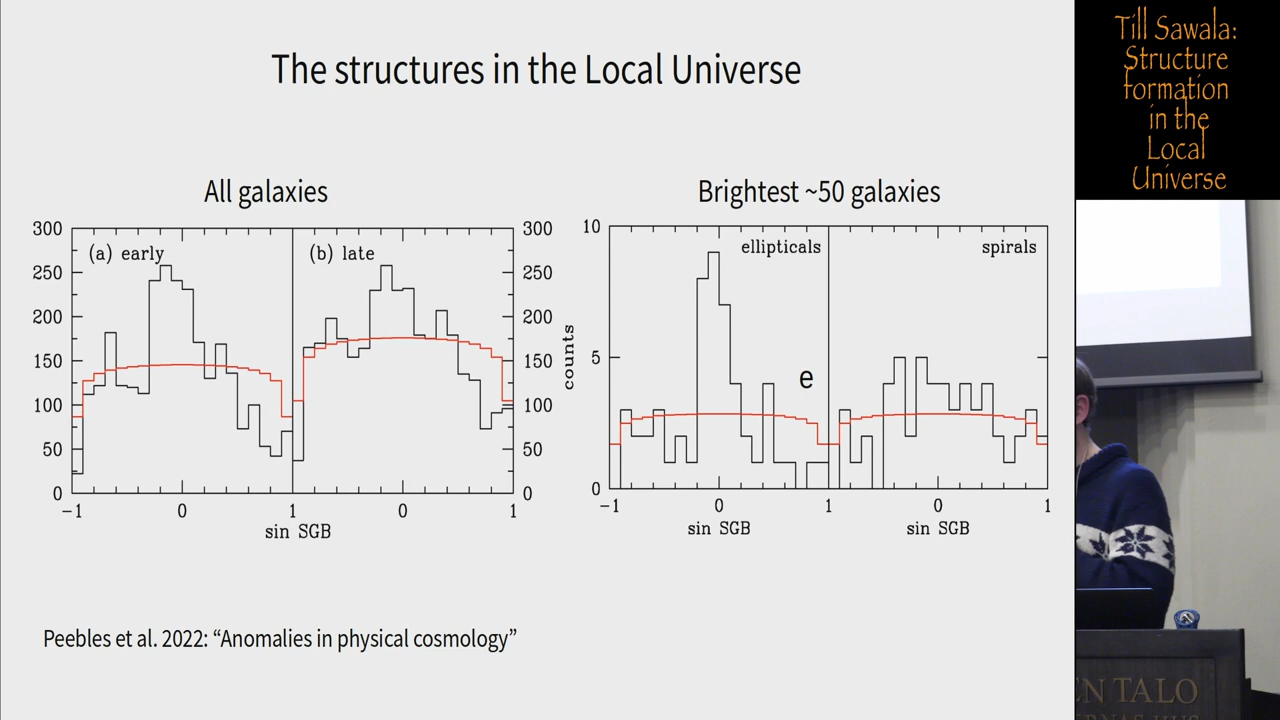 The structures in the Local Universe
All galaxies
Brightest ~50 galaxies
300
250
200
150
100
50
0
(a) early
(b) late
300
250
200
150
100
50
0
counts
−1
0
1
0
1
sin SGB
10
5
0
ellipticals
spirals
e
−1
0
1
0
1
sin SGB
sin SGB
Peebles et al. 2022: “Anomalies in physical cosmology”
Till Sawala:
Structure
formation
in the
Local
Universe
EN TALO